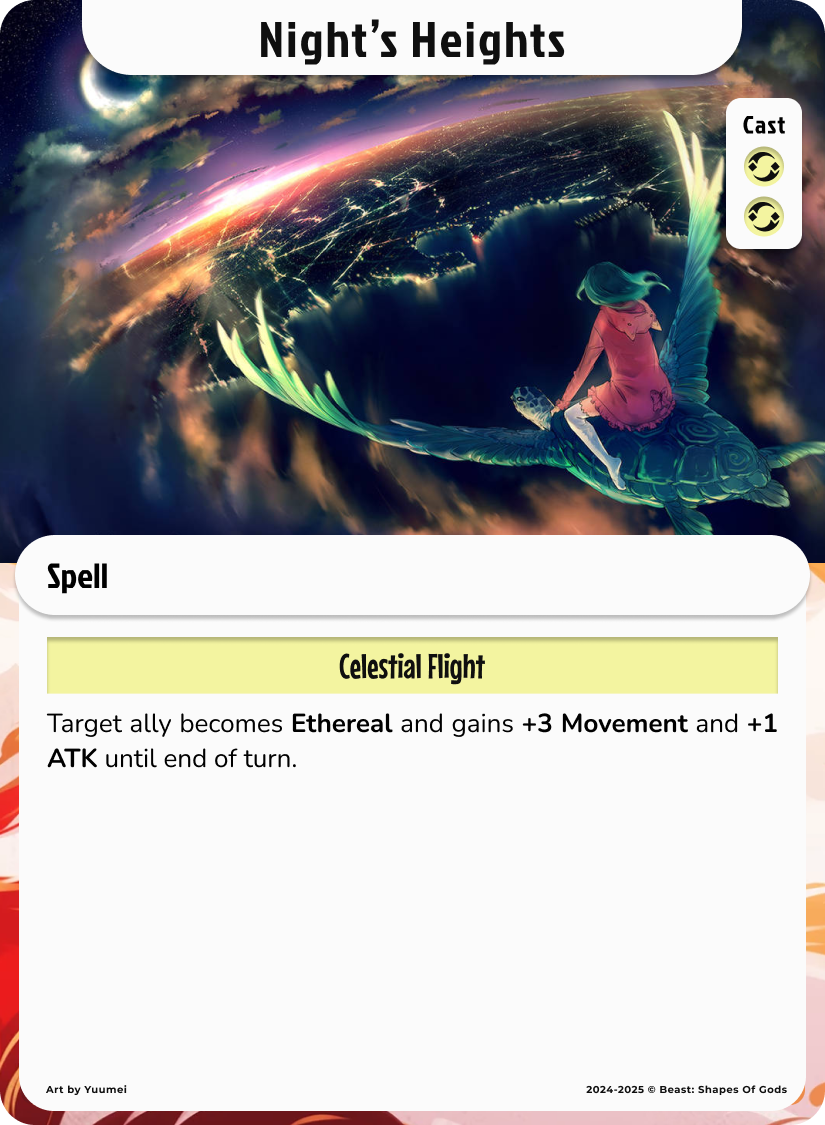 Night’s Heights
Cast
Spell
Celestial Flight
Target ally becomes Ethereal and gains +3 Movement and +1
ATK until end of turn.
Art by Yuumei
2024-2025 © Beast: Shapes Of Gods